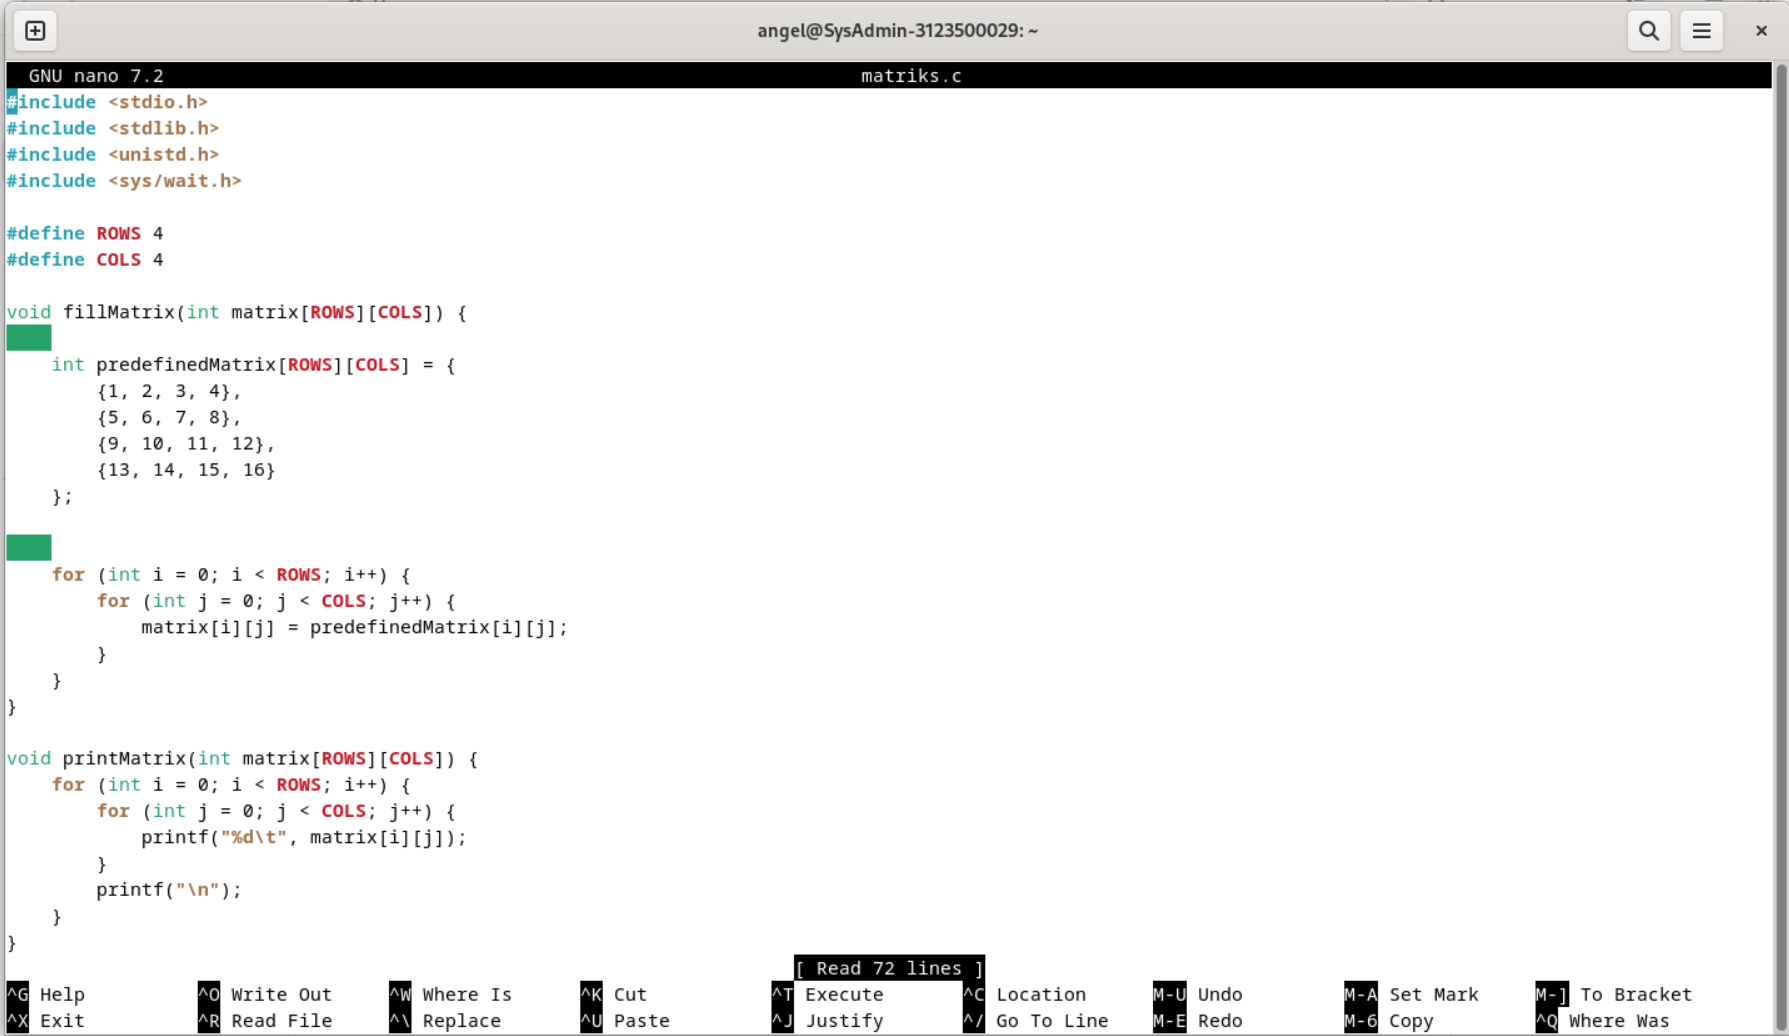 angel@SysAdmin-3123500029: ~
GNU nano 7.2 matriks.c
#include <stdio.h>
#include <stdlib.h>
#include <unistd.h>
#include <sys/wait.h>

#define ROWS 4
#define COLS 4

void fillMatrix(int matrix[ROWS][COLS]) {

    int predefinedMatrix[ROWS][COLS] = {
        {1, 2, 3, 4},
        {5, 6, 7, 8},
        {9, 10, 11, 12},
        {13, 14, 15, 16}
    };


    for (int i = 0; i < ROWS; i++) {
        for (int j = 0; j < COLS; j++) {
            matrix[i][j] = predefinedMatrix[i][j];
        }
    }
}

void printMatrix(int matrix[ROWS][COLS]) {
    for (int i = 0; i < ROWS; i++) {
        for (int j = 0; j < COLS; j++) {
            printf("%d\t", matrix[i][j]);
        }
        printf("\n");
    }
}
[ Read 72 lines ]
^G Help ^O Write Out ^W Where Is ^K Cut ^T Execute ^C Location M-U Undo M-A Set Mark M-] To Bracket
^X Exit ^R Read File ^\ Replace ^U Paste ^J Justify ^/ Go To Line M-E Redo M-6 Copy ^Q Where Was